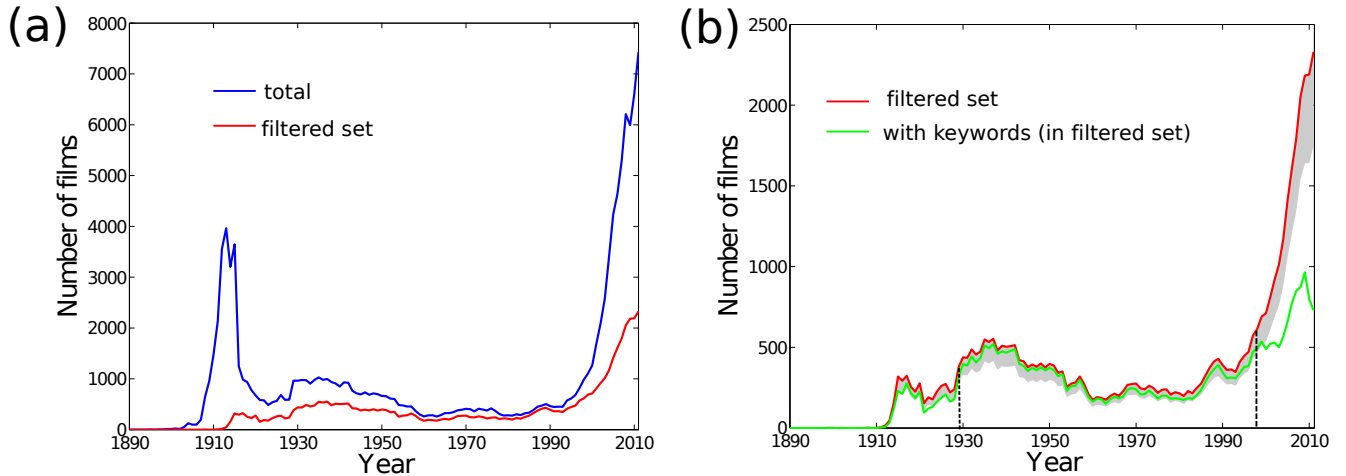 (a)
Number of films
8000
7000
6000
5000
4000
3000
2000
1000
0
total
filtered set
1890
1910
1930
1950
1970
1990
2010
Year
(b)
Number of films
2500
2000
1500
1000
500
0
filtered set
with keywords (in filtered set)
1890
1910
1930
1950
1970
1990
2010
Year